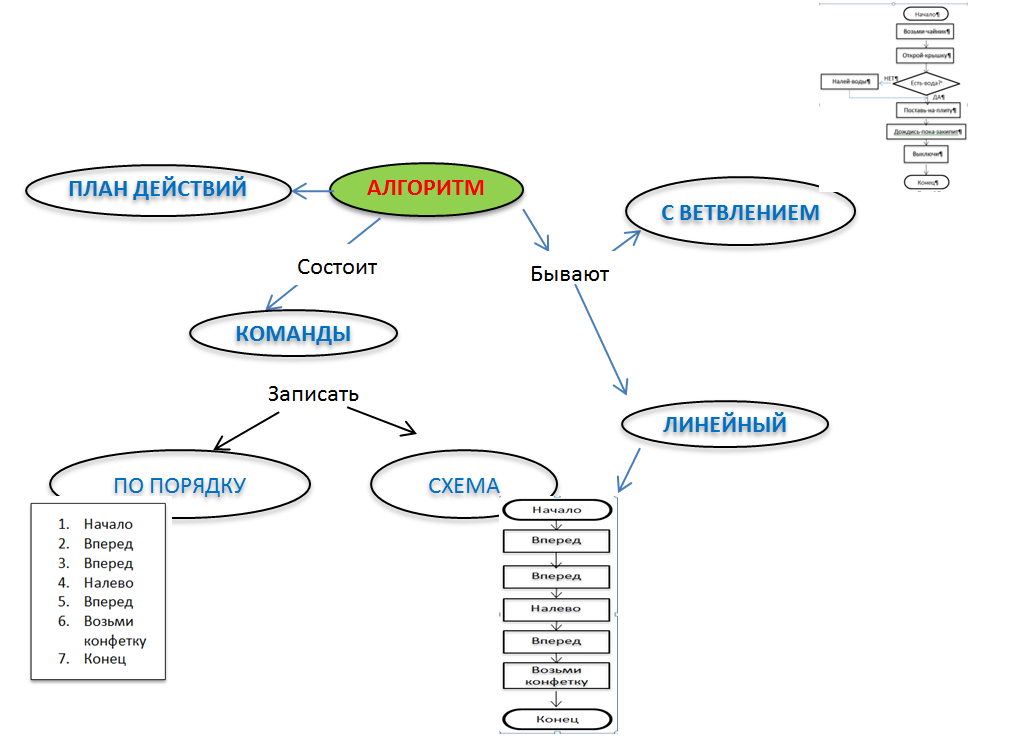 Начало¶
Возьми·чайник¶
Открой·крышку¶
Есть·вода?
НЕТ¶
Налей·воды¶
ДА¶
Поставь·на·плиту¶
Дождись·пока·закипит¶
Выключи¶
Конец¶
ПЛАН ДЕЙСТВИЙ
АЛГОРИТМ
С ВЕТВЛЕНИЕМ
Состоит
Бывают
КОМАНДЫ
Записать
ЛИНЕЙНЫЙ
ПО ПОРЯДКУ
СХЕМА
1. Начало
2. Вперед
3. Вперед
4. Налево
5. Вперед
6. Возьми
конфетку
7. Конец
Начало
Вперед
Вперед
Налево
Вперед
Возьми
конфетку
Конец